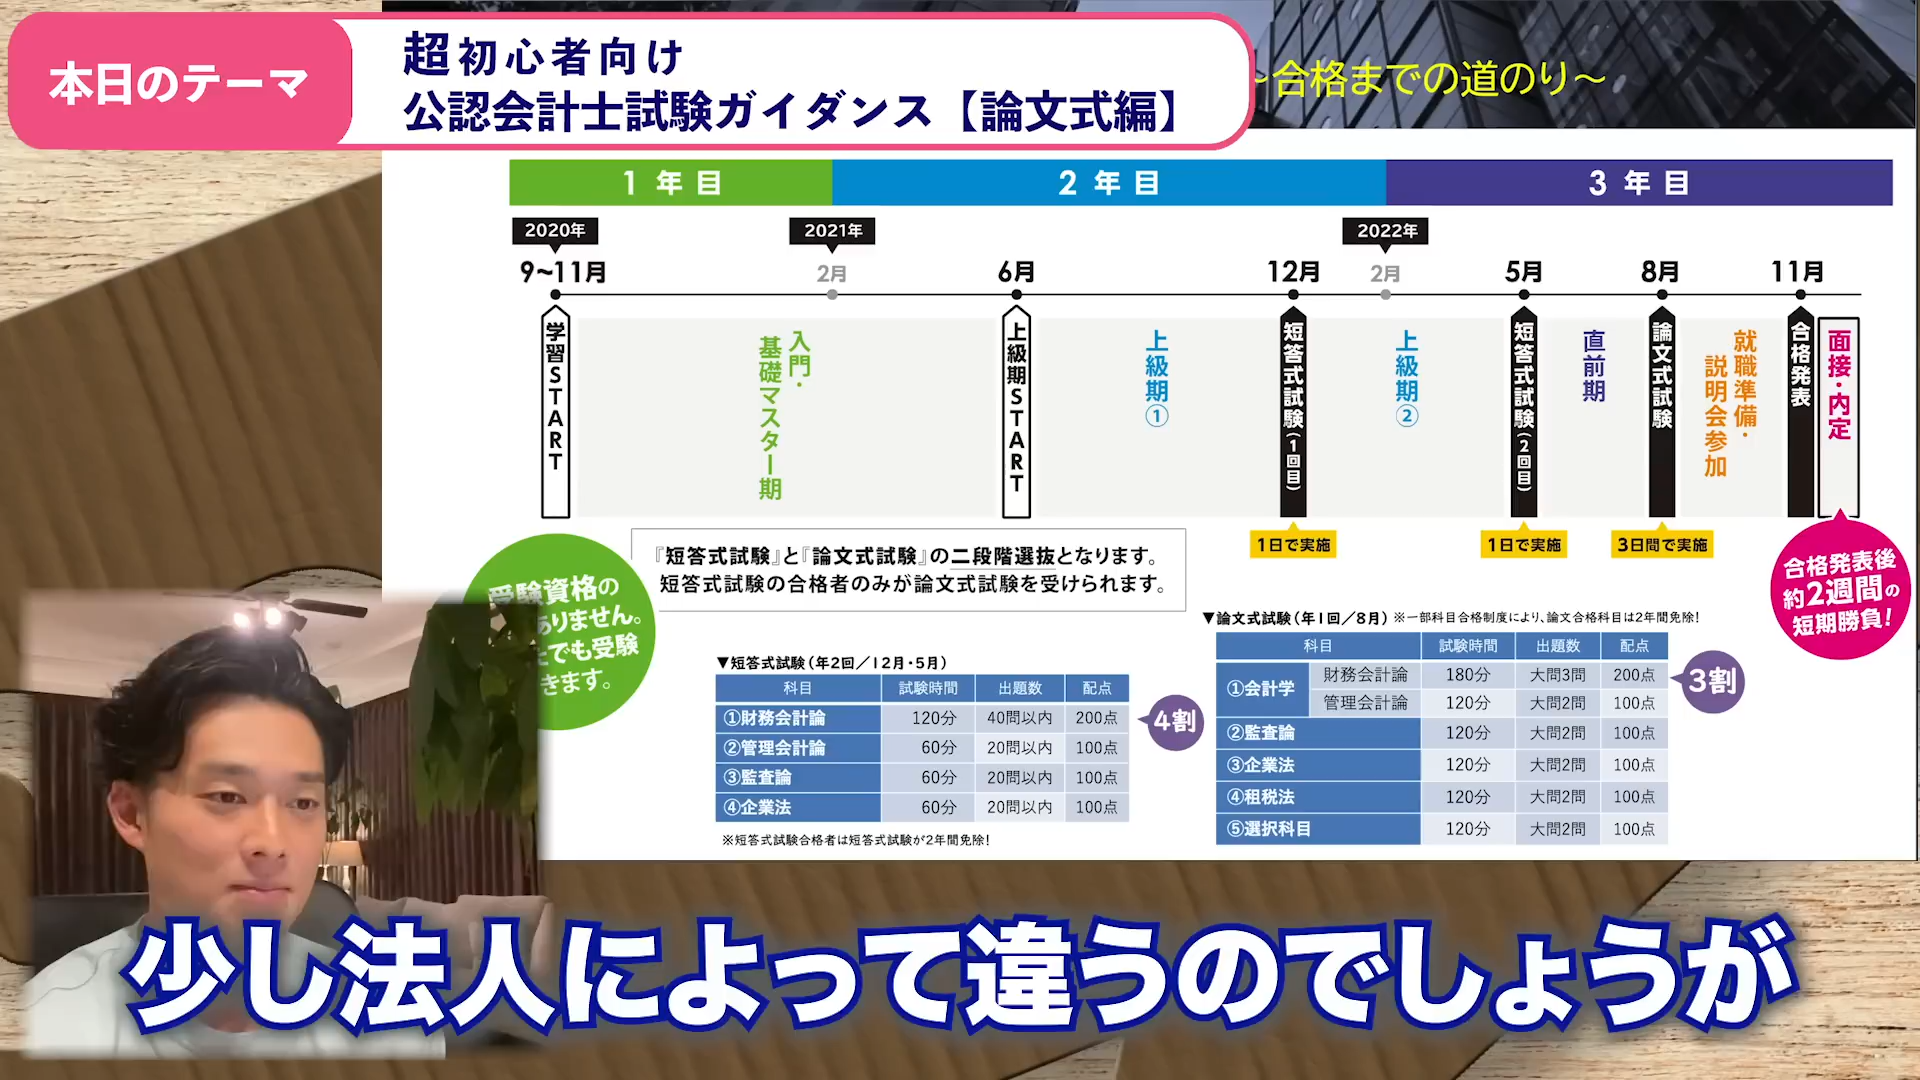 本日のテーマ
超初心者向け
公認会計士試験ガイダンス【論文式編】
~合格までの道のり~
1年目
2年目
3年目
2020年
2021年
2022年
9~11月
2月
6月
12月
2月
5月
8月
11月
学習START
入門・
基礎マスター期
上級期START
上級期①
短答式試験(1回目)
上級期②
短答式試験(2回目)
直前期
論文式試験
就職準備・
説明会参加
合格発表
面接・内定
1日で実施
1日で実施
3日間で実施
『短答式試験』と『論文式試験』の二段階選抜となります。
短答式試験の合格者のみが論文式試験を受けられます。
受験資格の
ありません。
でも受験
きます。
合格発表後
約2週間の
短期勝負!
▼短答式試験(年2回/12月・5月)
科目 試験時間 出題数 配点
①財務会計論 120分 40問以内 200点
②管理会計論 60分 20問以内 100点
③監査論 60分 20問以内 100点
④企業法 60分 20問以内 100点
4割
※短答式試験合格者は短答式試験が2年間免除!
▼論文式試験(年1回/8月) ※一部科目合格制度により、論文合格科目は2年間免除!
科目 試験時間 出題数 配点
①会計学 財務会計論 180分 大問3問 200点
管理会計論 120分 大問2問 100点
②監査論 120分 大問2問 100点
③企業法 120分 大問2問 100点
④租税法 120分 大問2問 100点
⑤選択科目 120分 大問2問 100点
3割
少し法人によって違うのでしょうが